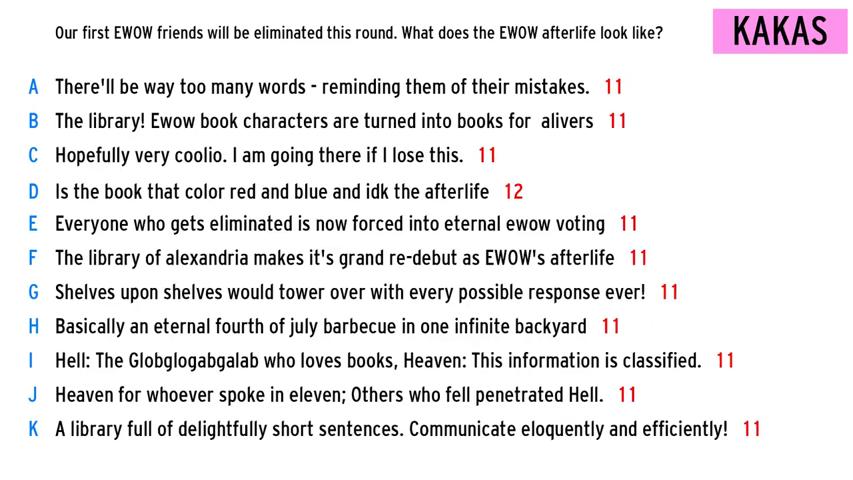 Our first EWOW friends will be eliminated this round. What does the EWOW afterlife look like?
KAKAS
A There'll be way too many words - reminding them of their mistakes. 11
B The library! Ewow book characters are turned into books for alivers 11
C Hopefully very coolio. I am going there if I lose this. 11
D Is the book that color red and blue and idk the afterlife 12
E Everyone who gets eliminated is now forced into eternal ewow voting 11
F The library of alexandria makes it's grand re-debut as EWOW's afterlife 11
G Shelves upon shelves would tower over with every possible response ever! 11
H Basically an eternal fourth of july barbecue in one infinite backyard 11
I Hell: The Globglogabgalab who loves books, Heaven: This information is classified. 11
J Heaven for whoever spoke in eleven; Others who fell penetrated Hell. 11
K A library full of delightfully short sentences. Communicate eloquently and efficiently! 11